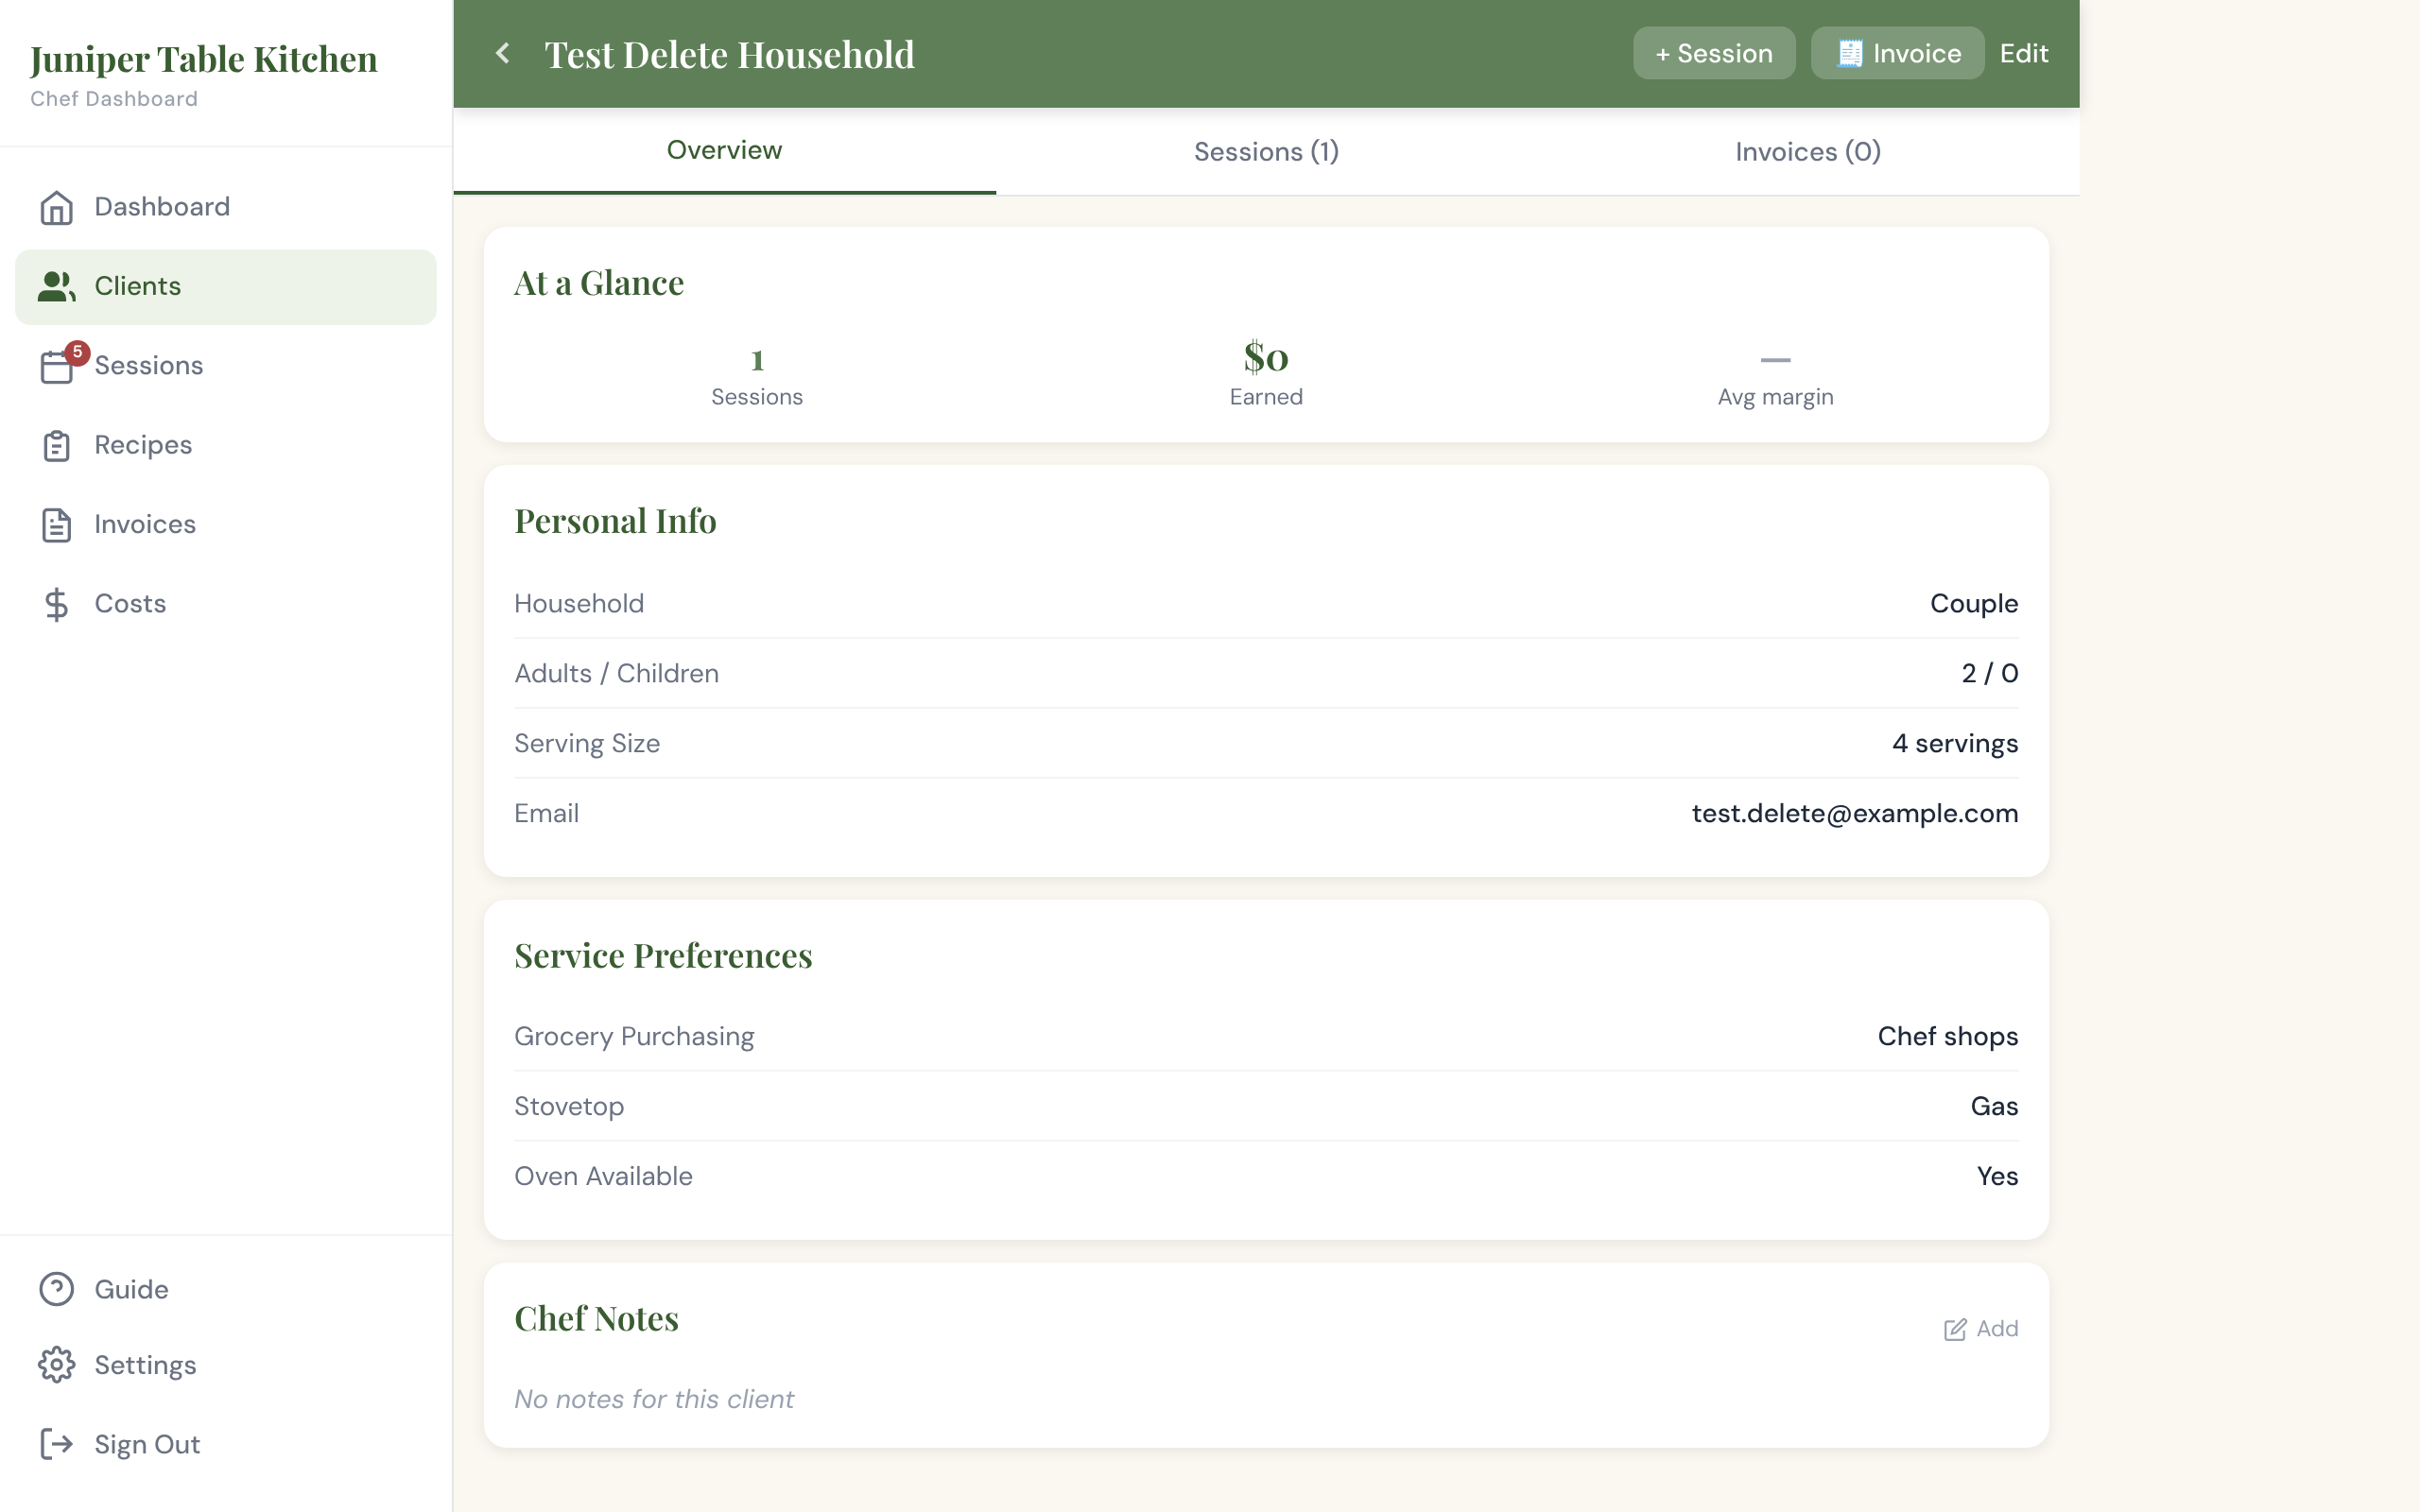 Juniper Table Kitchen
Chef Dashboard
Dashboard
Clients
5
Sessions
Recipes
Invoices
Costs
Guide
Settings
Sign Out
Test Delete Household
+ Session
🧾 Invoice
Edit
Overview
Sessions (1)
Invoices (0)
At a Glance
1
Sessions
$0
Earned
—
Avg margin
Personal Info
Household Couple
Adults / Children 2 / 0
Serving Size 4 servings
Email test.delete@example.com
Service Preferences
Grocery Purchasing Chef shops
Stovetop Gas
Oven Available Yes
Chef Notes
Add
No notes for this client